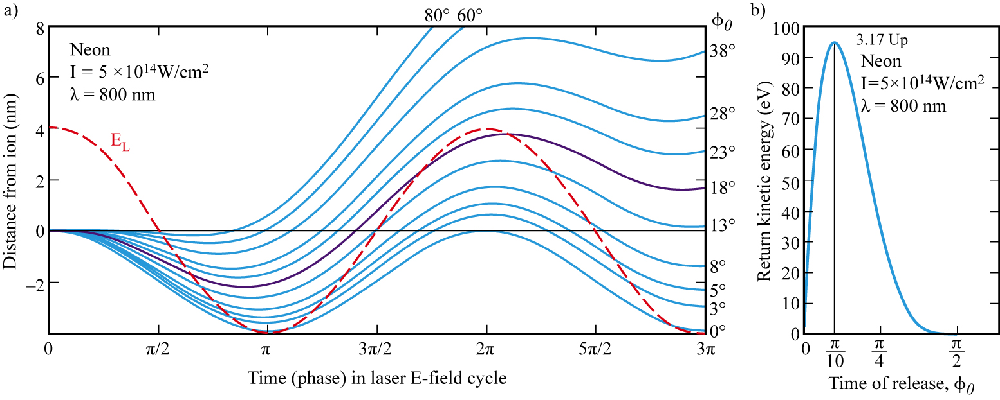 a)
80° 60°
ϕ0
8
6
4
2
0
–2
Distance from ion (nm)
Neon
I = 5 ×10¹⁴W/cm²
λ = 800 nm
E_L
38°
28°
23°
18°
13°
8°
5°
3°
0°
0
π/2
π
3π/2
2π
5π/2
3π
Time (phase) in laser E-field cycle
b)
100
90
80
70
60
50
40
30
20
10
0
Return kinetic energy (eV)
3.17 Up
Neon
I=5×10¹⁴W/cm²
λ = 800 nm
0
π
10
π
4
π
2
Time of release, ϕ0